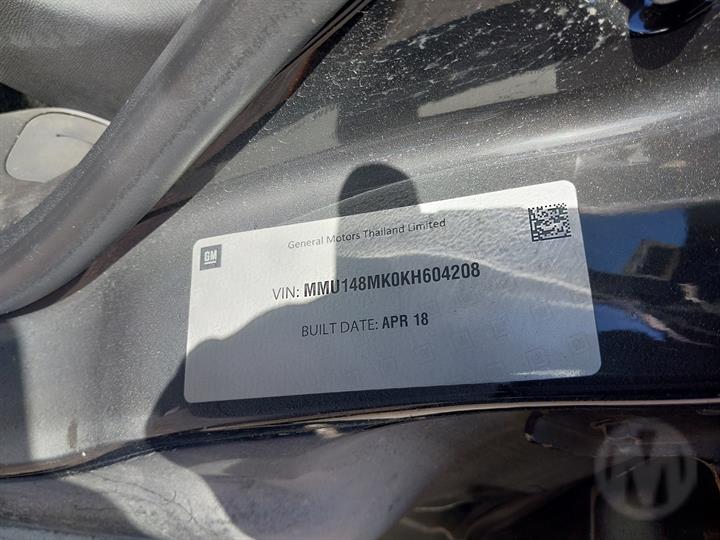 General Motors Thailand Limited
GM
VIN: MMU148MK0KH604208
BUILT DATE: APR 18
M